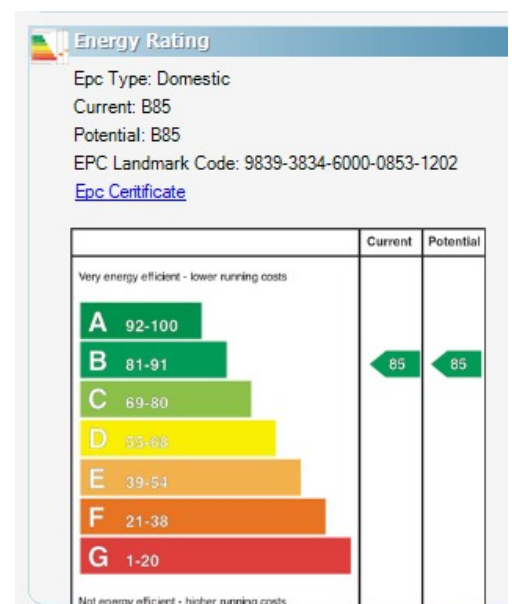 Energy Rating
Epc Type: Domestic
Current: B85
Potential: B85
EPC Landmark Code: 9839-3834-6000-0853-1202
Epc Ceritificate
Current Potential
Very energy efficient - lower running costs
A 92-100
B 81-91 85 85
C 69-80
D 55-68
E 39-54
F 21-38
G 1-20
Not energy efficient - higher running costs